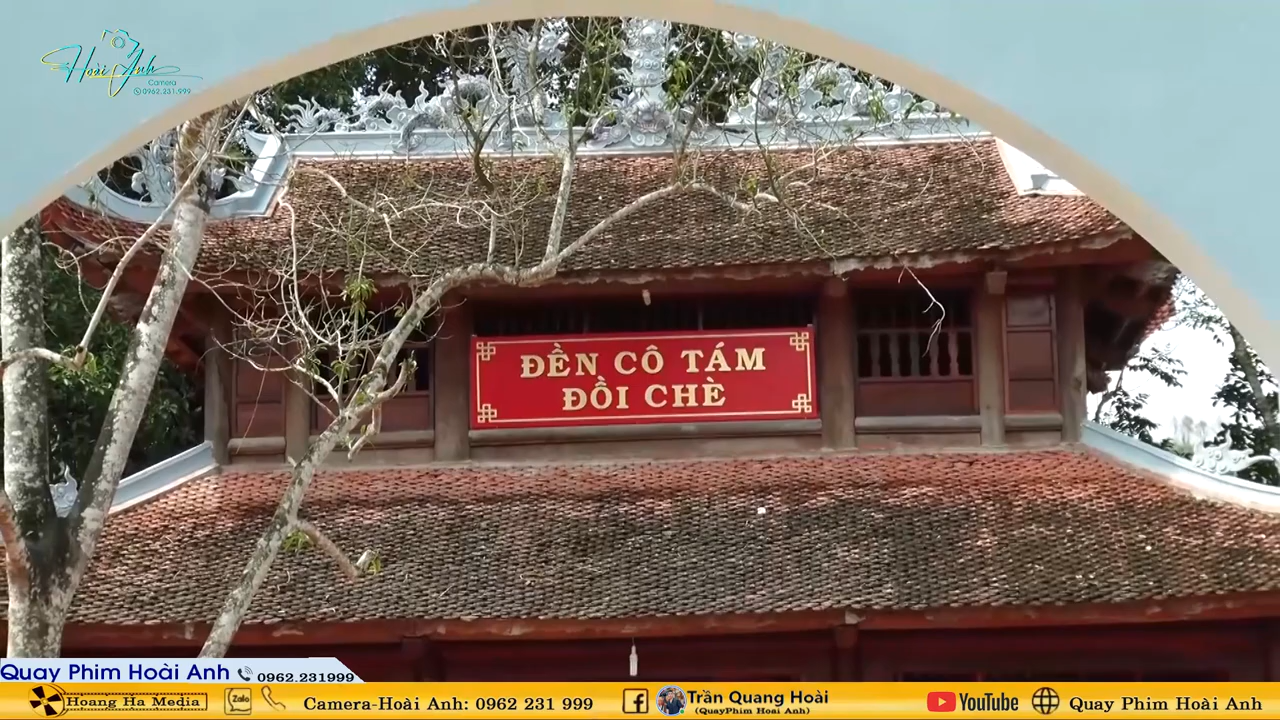 Hoài Anh
Camera
0962.231.999
ĐỀN CÔ TÁM
ĐỒI CHÈ
Quay Phim Hoài Anh 0962.231999
Hoang Ha Media
Zalo
Camera-Hoài Anh: 0962 231 999
Trần Quang Hoài
(QuayPhim Hoai Anh)
YouTube
Quay Phim Hoài Anh